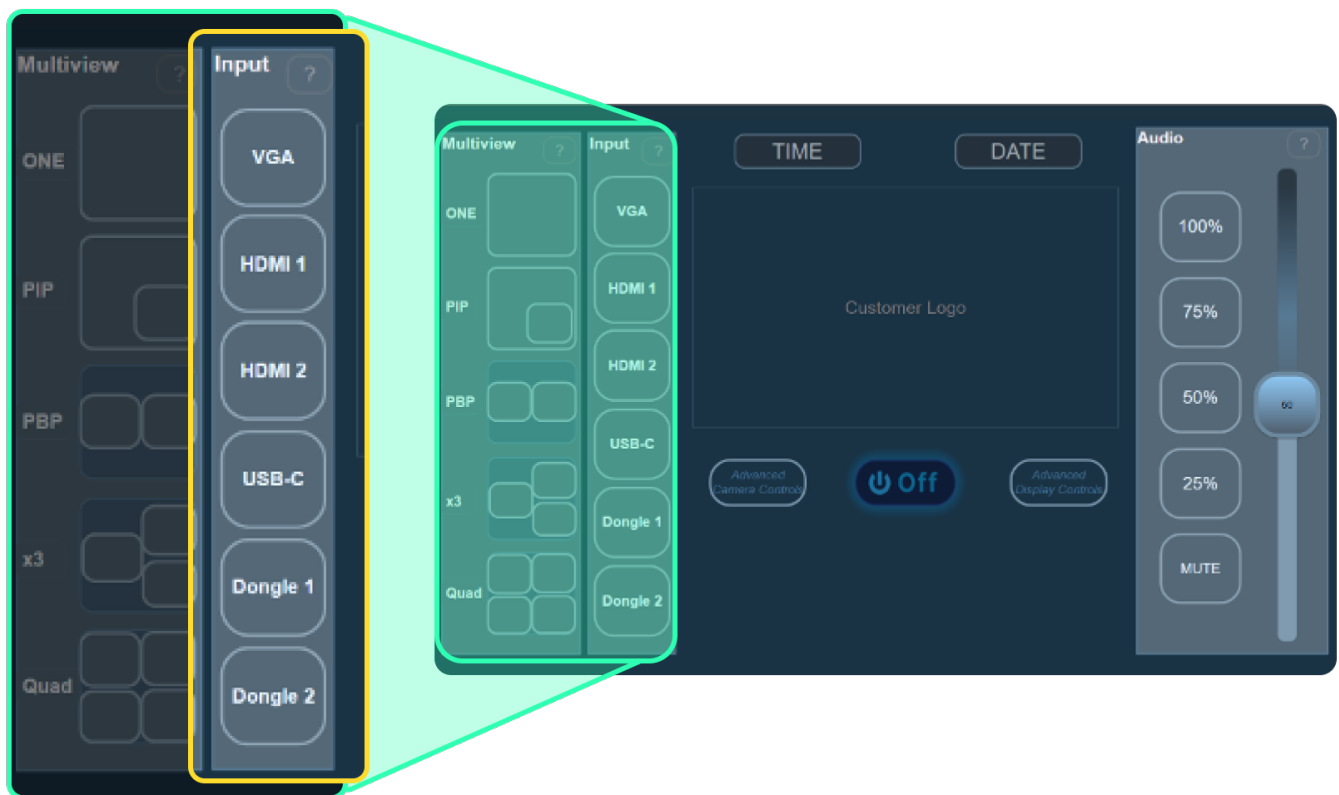 Multiview
?
ONE
PIP
PBP
x3
Quad
Input
?
VGA
HDMI 1
HDMI 2
USB-C
Dongle 1
Dongle 2
Multiview
?
ONE
PIP
PBP
x3
Quad
Input
?
VGA
HDMI 1
HDMI 2
USB-C
Dongle 1
Dongle 2
TIME
DATE
Customer Logo
Advanced
Camera Controls
Off
Advanced
Display Controls
Audio
?
100%
75%
50%
25%
MUTE